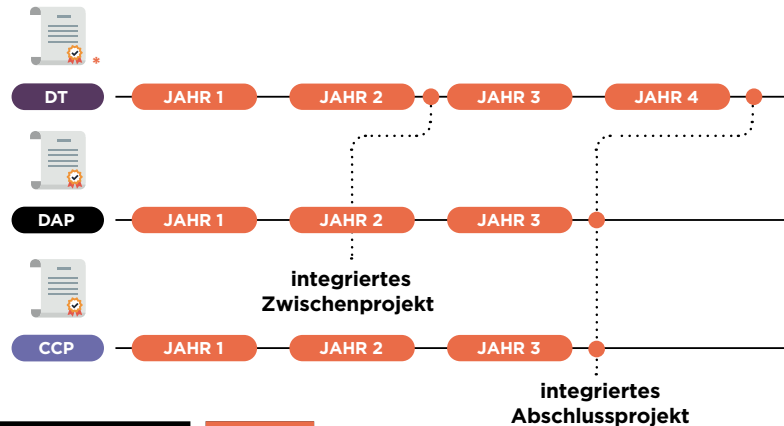 *
DT JAHR 1 JAHR 2 JAHR 3 JAHR 4
DAP JAHR 1 JAHR 2 JAHR 3
integriertes
Zwischenprojekt
CCP JAHR 1 JAHR 2 JAHR 3
integriertes
Abschlussprojekt